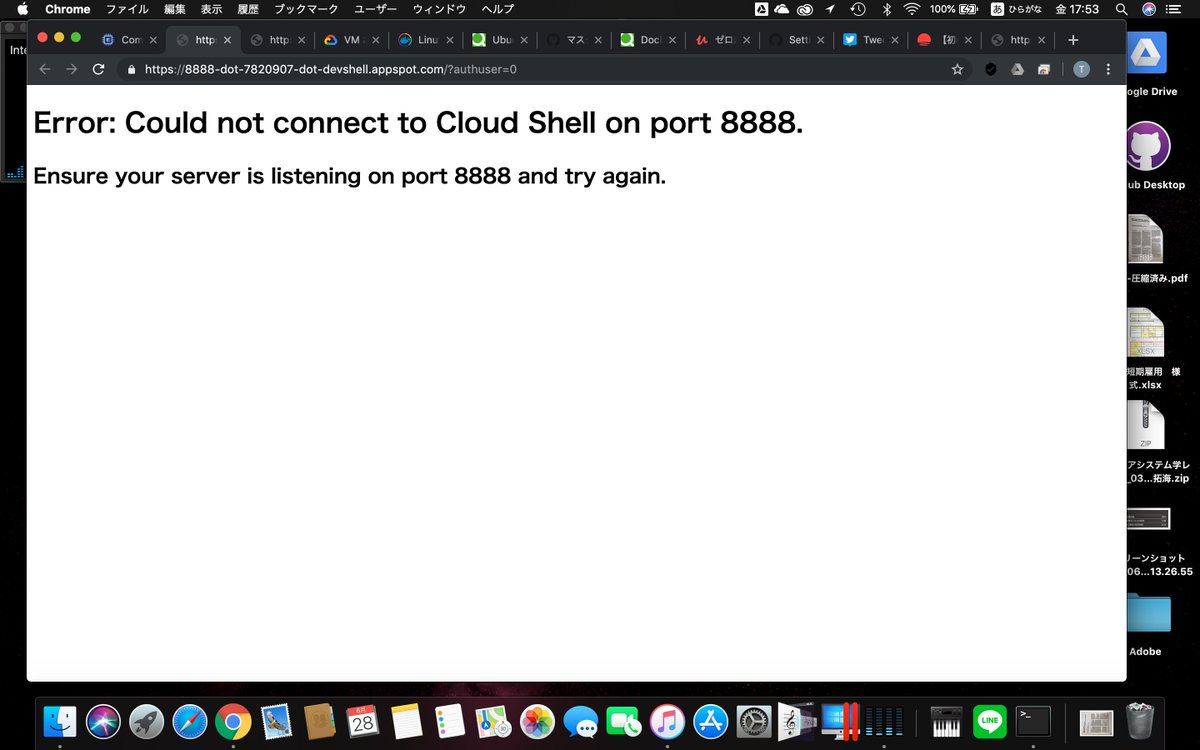 Chrome ファイル 編集 表示 履歴 ブックマーク ユーザー ウィンドウ ヘルプ 100% あ ひらがな 金 17:53
Inte
Com http http VM Linu Ubu マス Doc ゼロ Sett Twe 【初 http
https://8888-dot-7820907-dot-devshell.appspot.com/?authuser=0 T
Error: Could not connect to Cloud Shell on port 8888.
Ensure your server is listening on port 8888 and try again.
ogle Drive
ub Desktop
-圧縮済み.pdf
XLSX
短期雇用 様
式.xlsx
ZIP
アシステム学レ
_03...拓海.zip
リーンショット
06...13.26.55
Adobe
6月
28
LINE